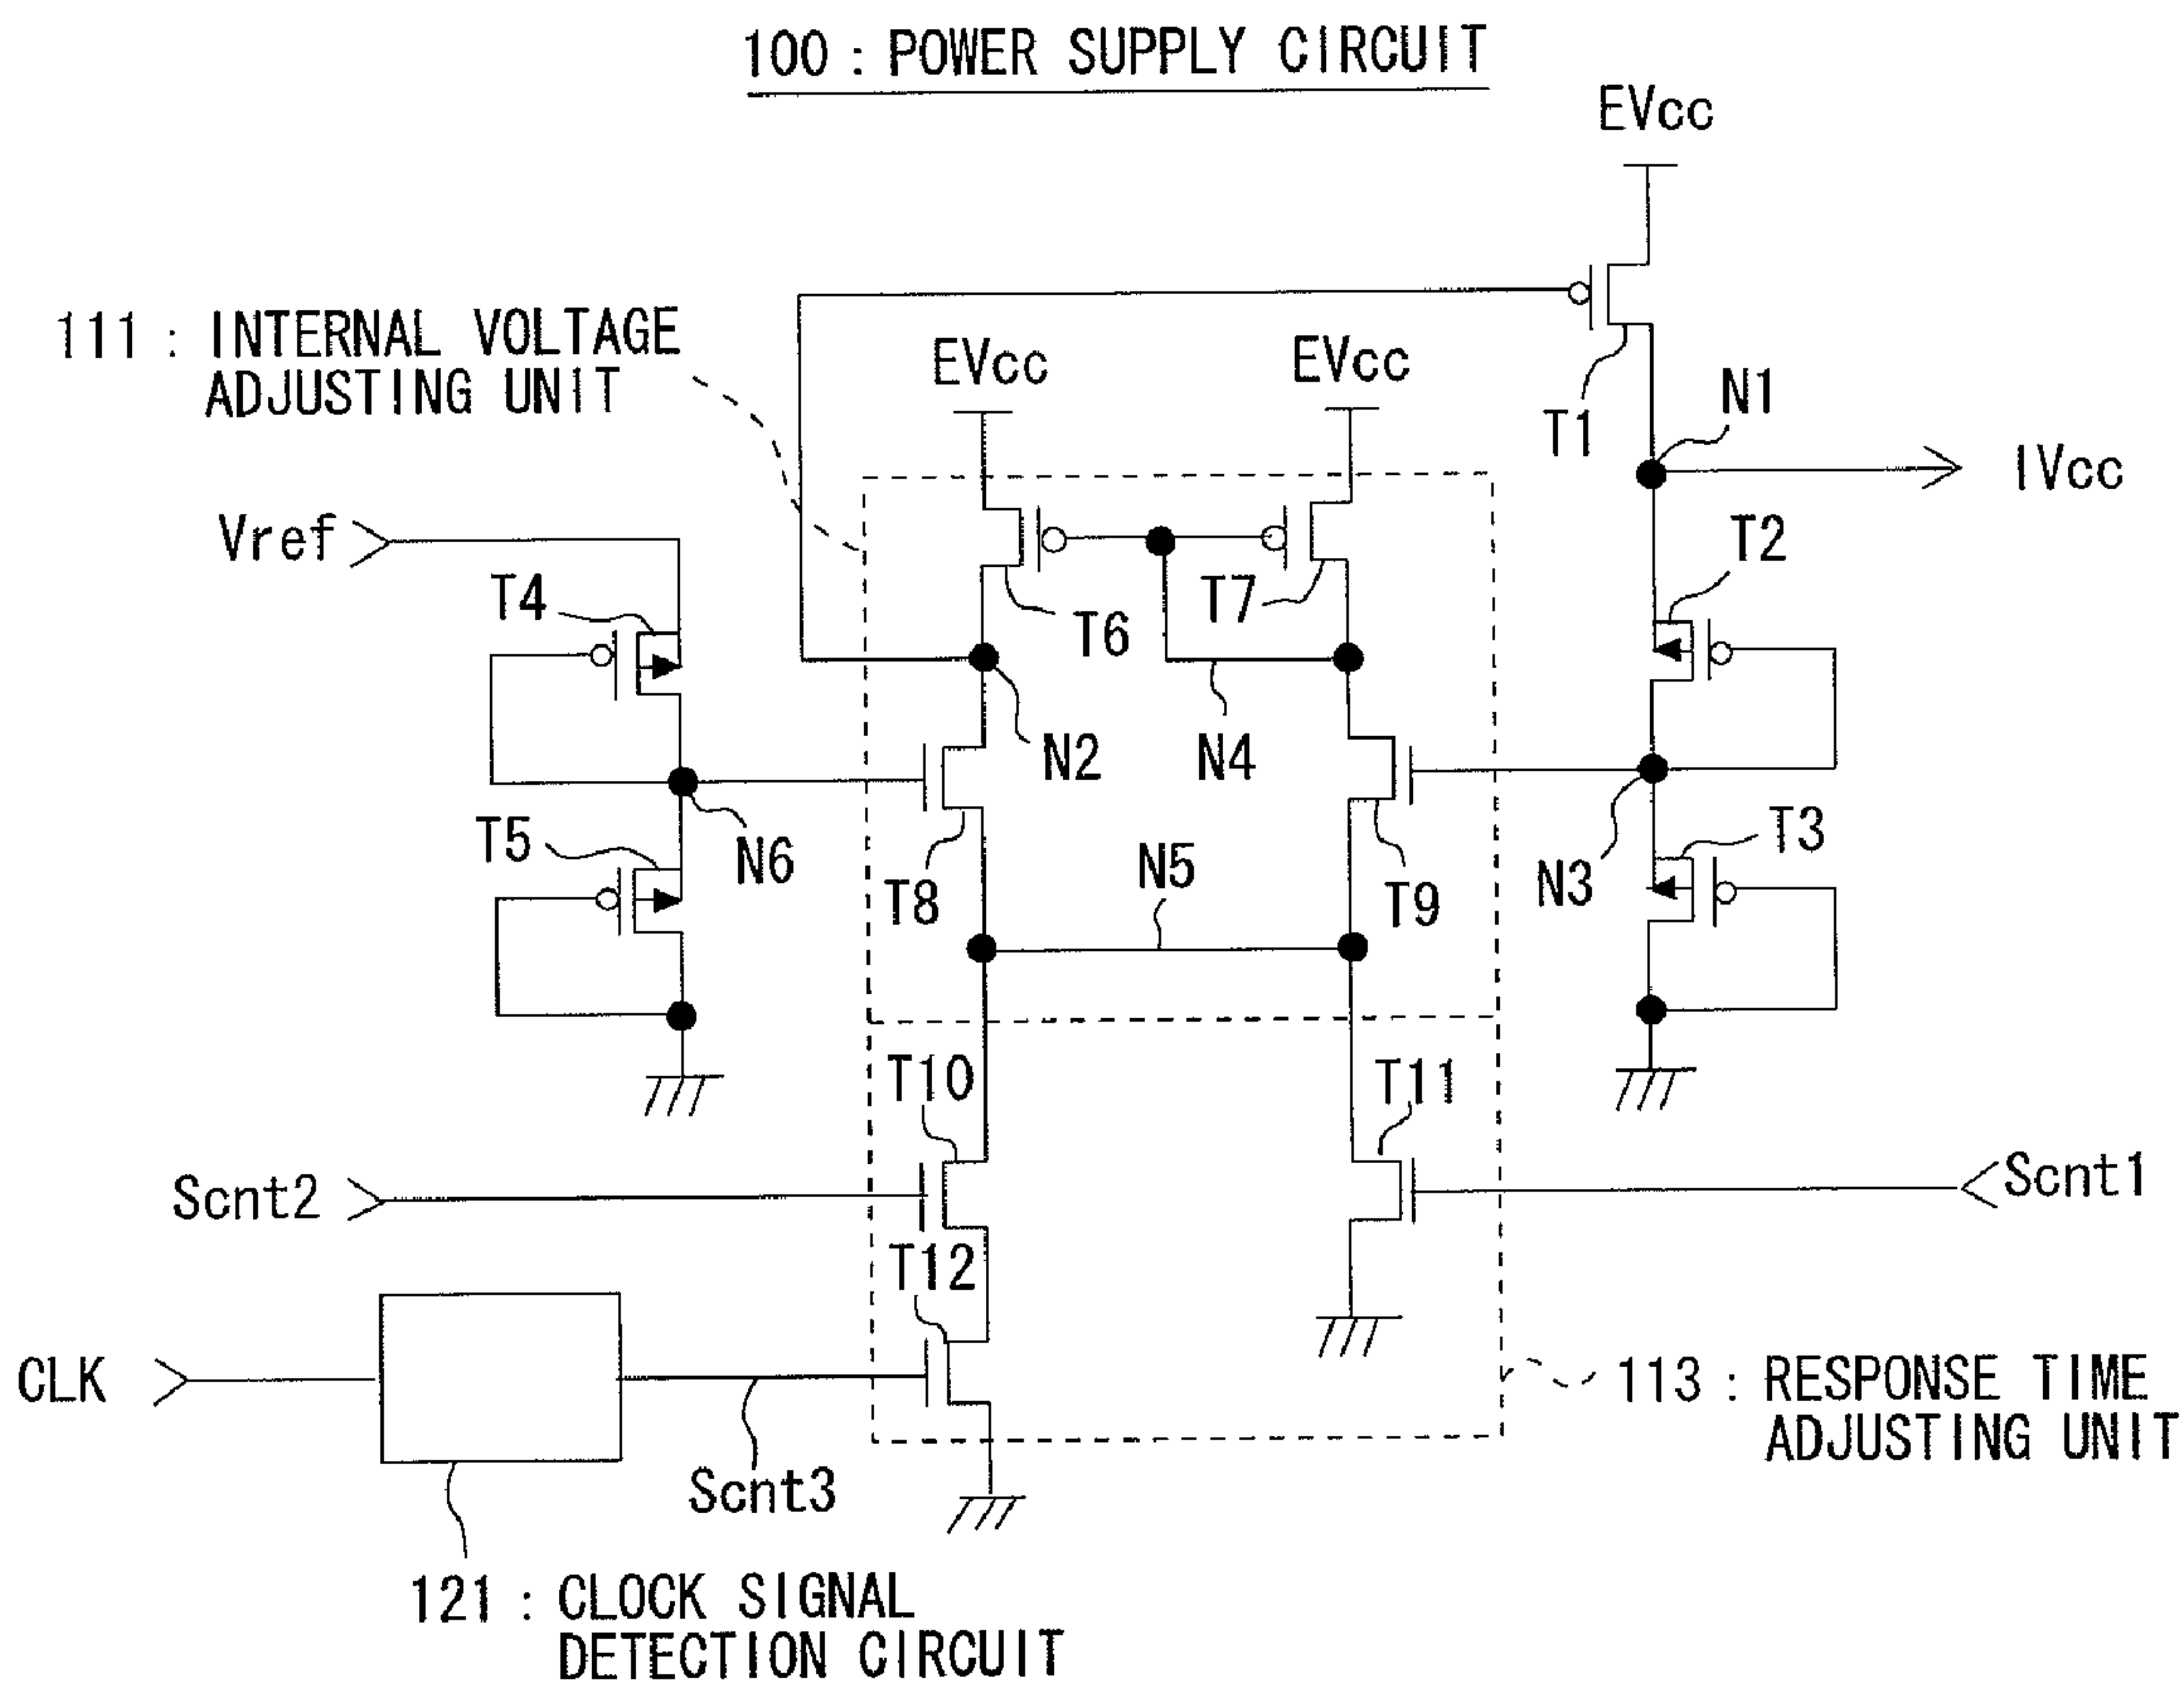 100 : POWER SUPPLY CIRCUIT
EVcc
111 : INTERNAL VOLTAGE
ADJUSTING UNIT
EVcc
EVcc
T1
N1
IVcc
Vref
T4
T6
T7
T2
N2
N4
T5
N6
T8
N5
T9
N3
T3
T10
T11
Scnt2
Scnt1
T12
CLK
Scnt3
113 : RESPONSE TIME
ADJUSTING UNIT
121 : CLOCK SIGNAL
DETECTION CIRCUIT